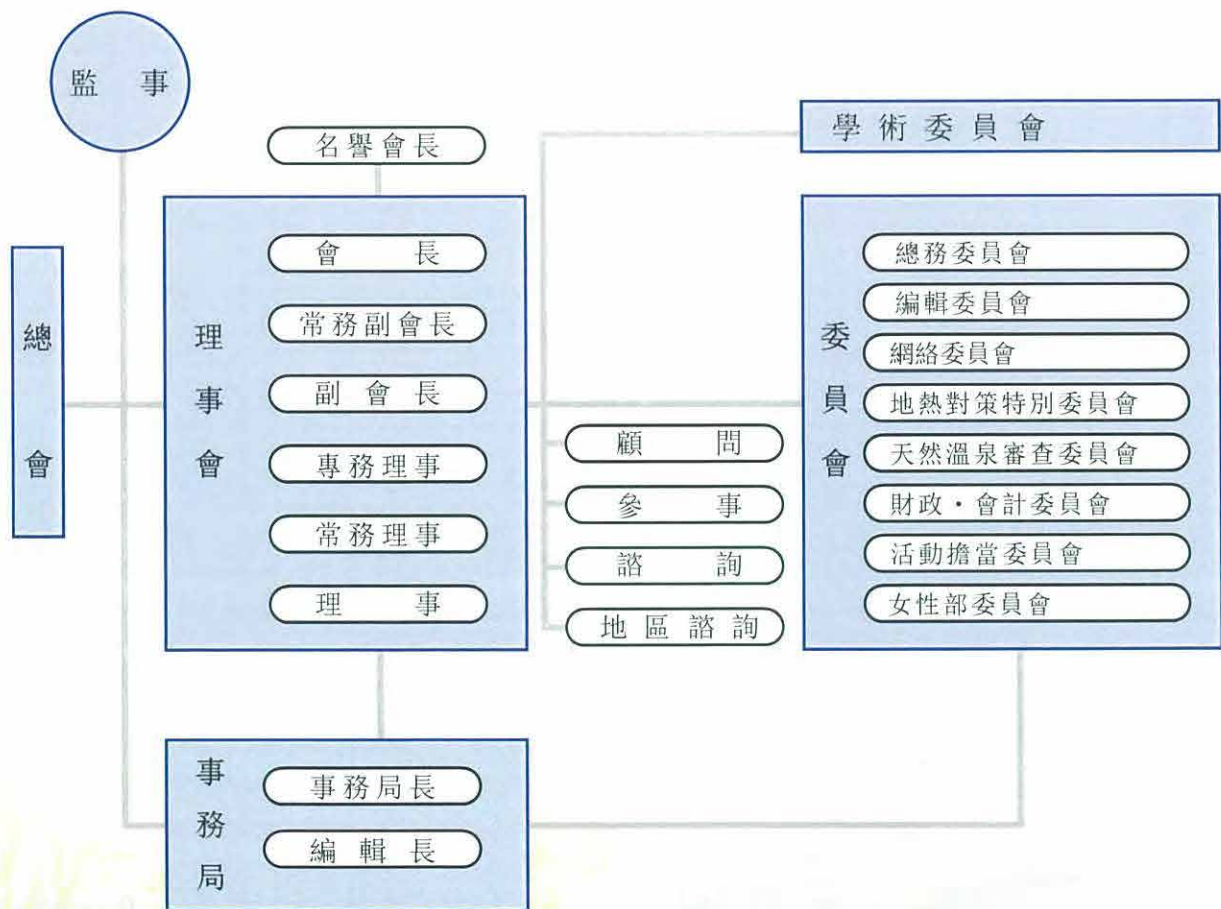 監事
名譽會長
學術委員會
總會
理事會
會長
常務副會長
副會長
專務理事
常務理事
理事
顧問
參事
諮詢
地區諮詢
委員會
總務委員會
編輯委員會
網絡委員會
地熱對策特別委員會
天然溫泉審查委員會
財政・會計委員會
活動擔當委員會
女性部委員會
事務局
事務局長
編輯長